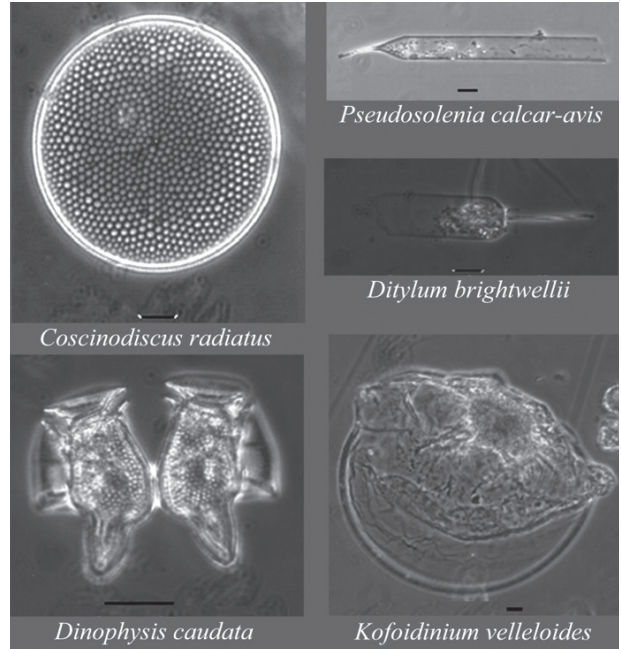 Pseudosolenia calcar-avis
Ditylum brightwellii
Coscinodiscus radiatus
Dinophysis caudata
Kofoidinium velleloides